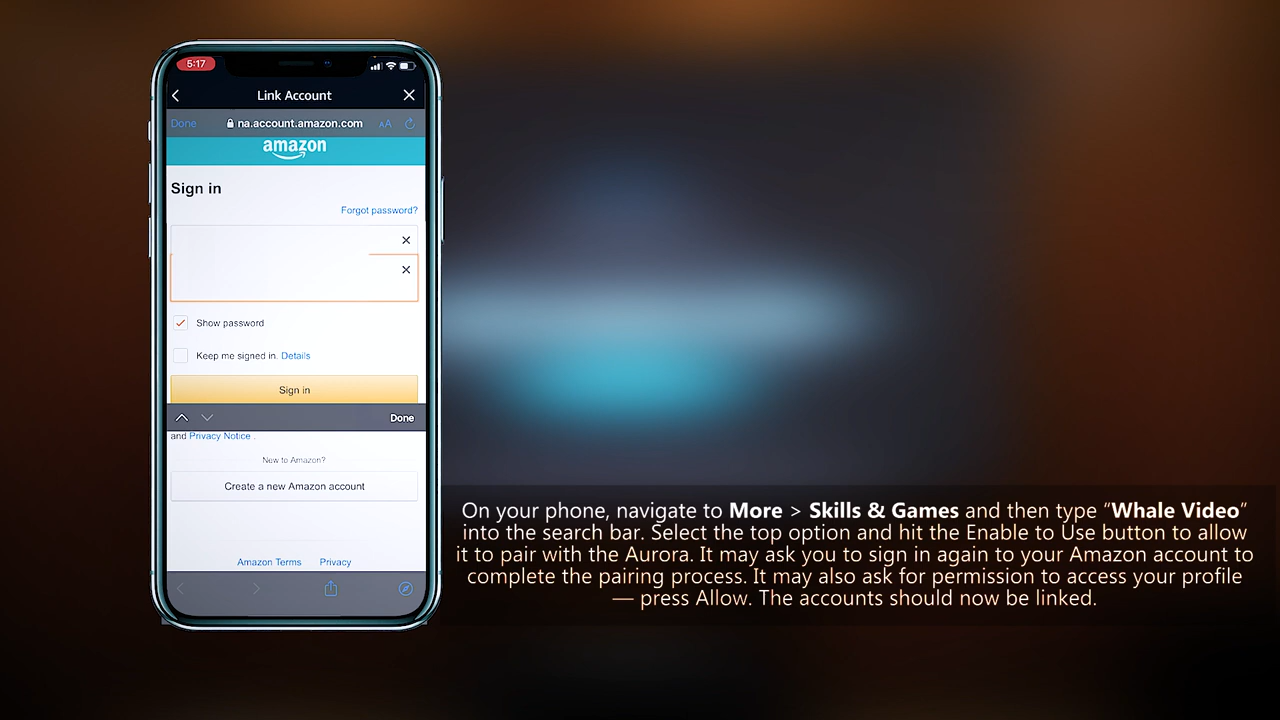 5:17
Link Account
Done
na.account.amazon.com
AA
amazon
Sign in
Forgot password?
Show password
Keep me signed in. Details
Sign in
Done
and Privacy Notice .
New to Amazon?
Create a new Amazon account
Amazon Terms Privacy
On your phone, navigate to More > Skills & Games and then type “Whale Video”
into the search bar. Select the top option and hit the Enable to Use button to allow
it to pair with the Aurora. It may ask you to sign in again to your Amazon account to
complete the pairing process. It may also ask for permission to access your profile
— press Allow. The accounts should now be linked.